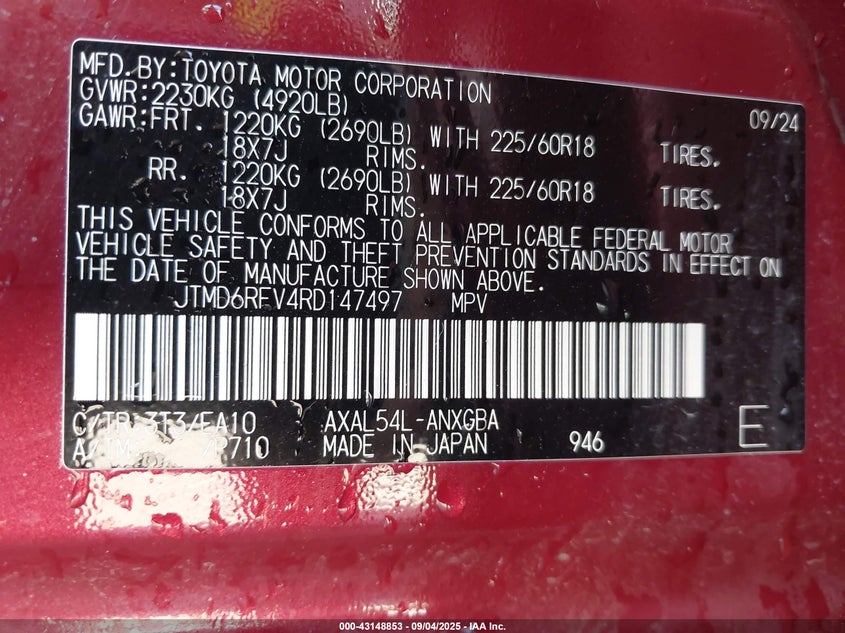 MFD.BY:TOYOTA MOTOR CORPORATION 09/24
GVWR:2230KG (4920LB)
GAWR:FRT. 1220KG (2690LB) WITH 225/60R18 TIRES.
18X7J RIMS.
RR. 1220KG (2690LB) WITH 225/60R18 TIRES.
18X7J RIMS.
THIS VEHICLE CONFORMS TO ALL APPLICABLE FEDERAL MOTOR
VEHICLE SAFETY AND THEFT PREVENTION STANDARDS IN EFFECT ON
THE DATE OF MANUFACTURE SHOWN ABOVE.
JTMD6RFV4RD147497 MPV
C/TR:3T3/FA10 AXAL54L-ANXGBA E
MADE IN JAPAN 946
000-43148853 - 09/04/2025 - IAA Inc.